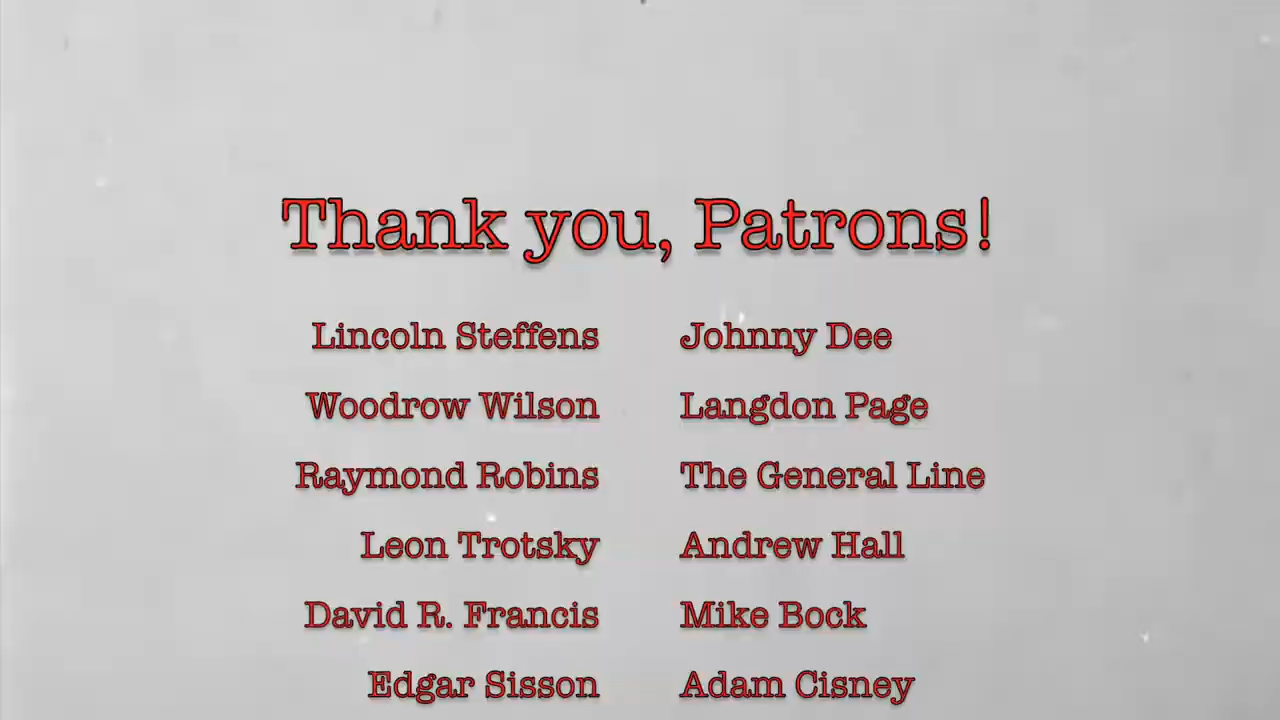 Thank you, Patrons!
Lincoln Steffens Johnny Dee
Woodrow Wilson Langdon Page
Raymond Robins The General Line
Leon Trotsky Andrew Hall
David R. Francis Mike Bock
Edgar Sisson Adam Cisney